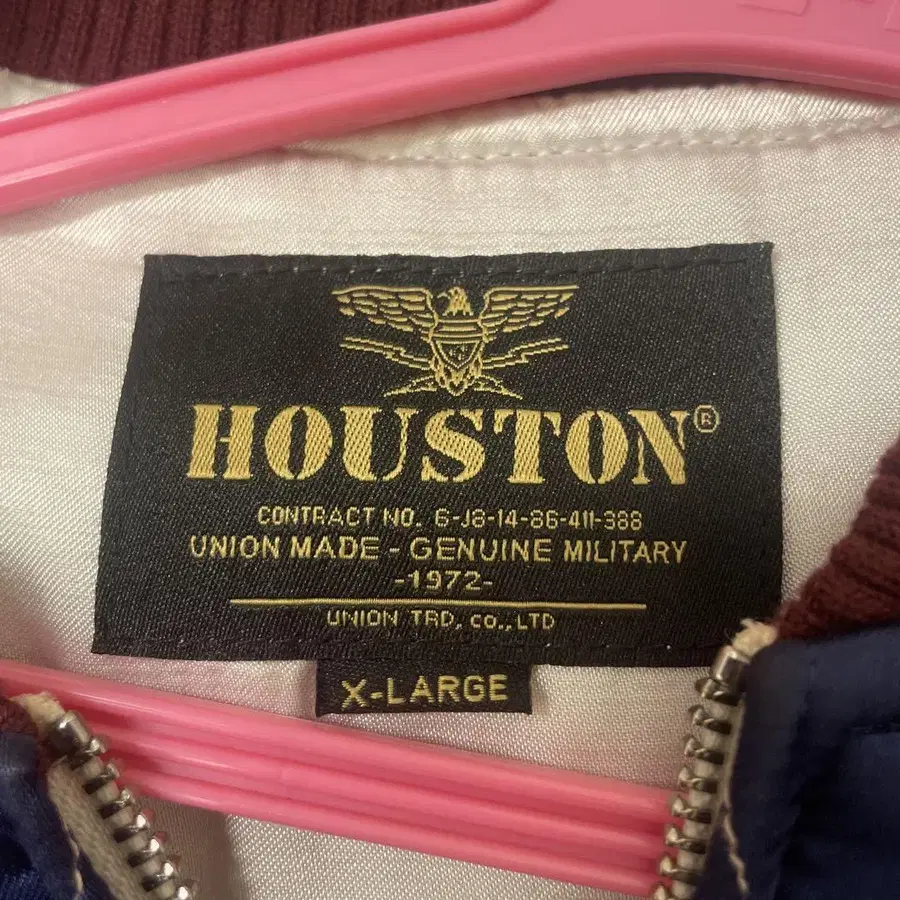 HOUSTON®
CONTRACT NO. 6-J8-14-86-411-388
UNION MADE - GENUINE MILITARY
-1972-
UNION TRD. CO.,LTD
X-LARGE